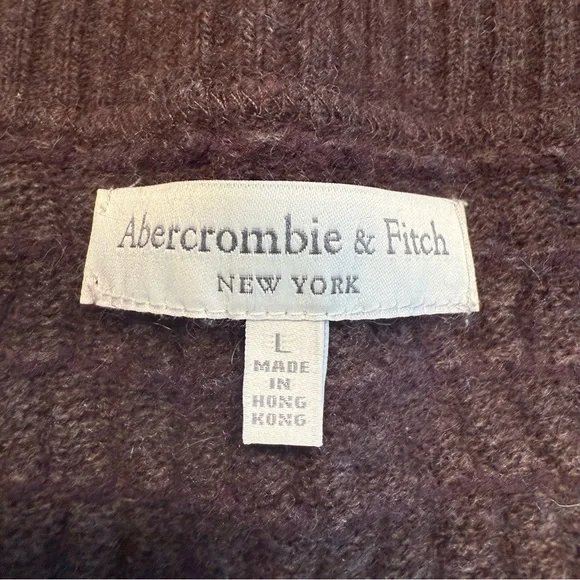 Abercrombie & Fitch
NEW YORK
L
MADE
IN
HONG
KONG